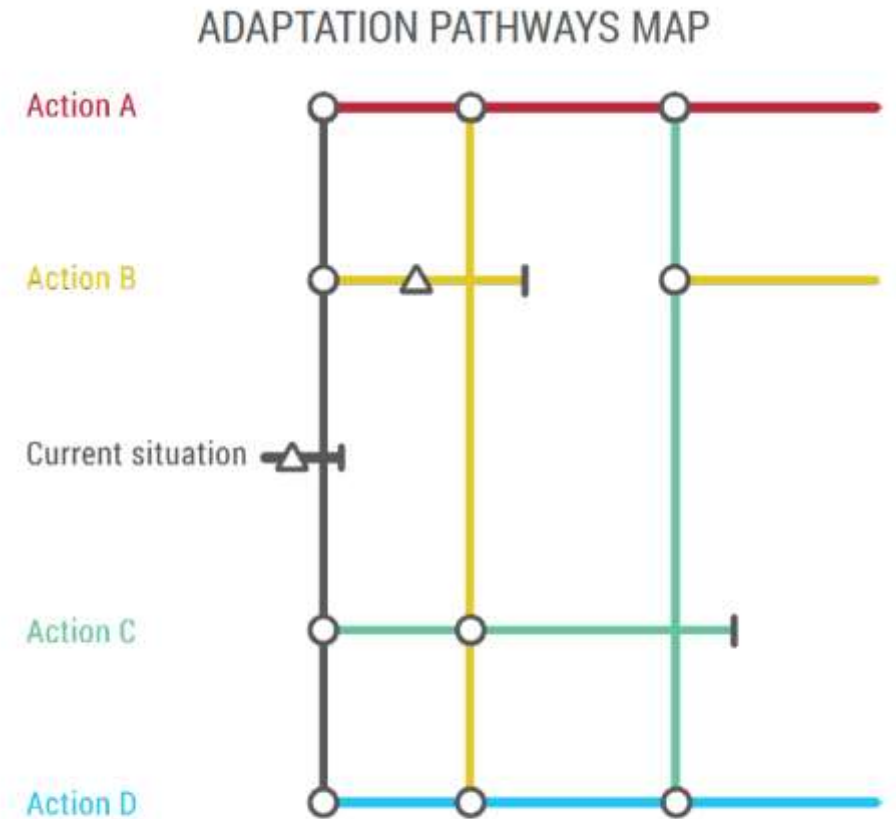 ADAPTATION PATHWAYS MAP
Action A
Action B
Current situation
Action C
Action D